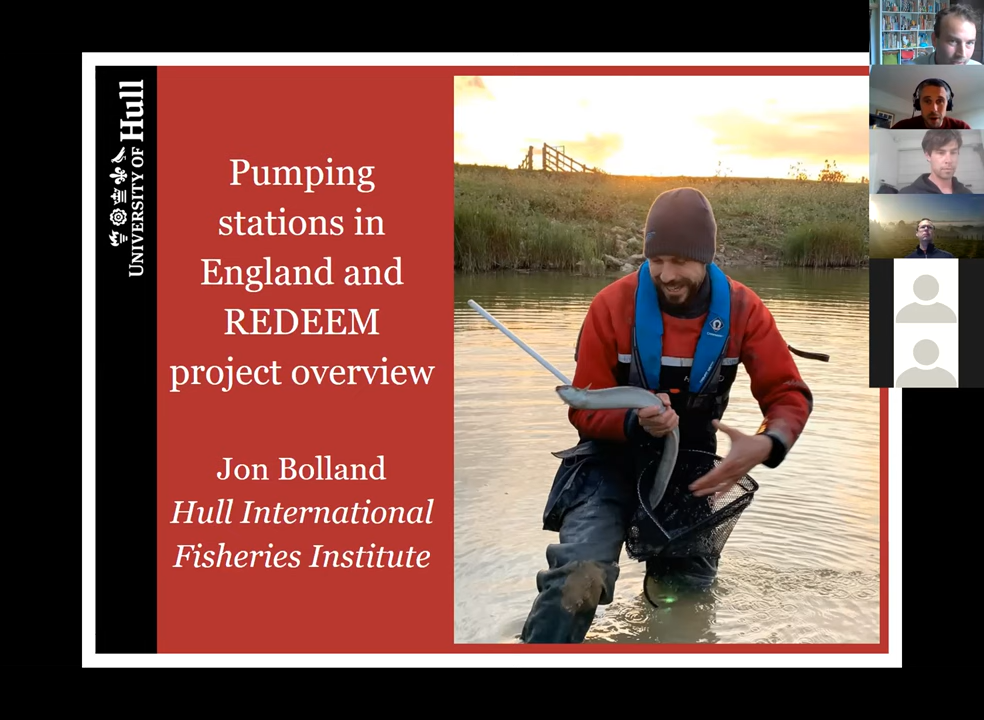 UNIVERSITY OF Hull
Pumping
stations in
England and
REDEEM
project overview
Jon Bolland
Hull International
Fisheries Institute